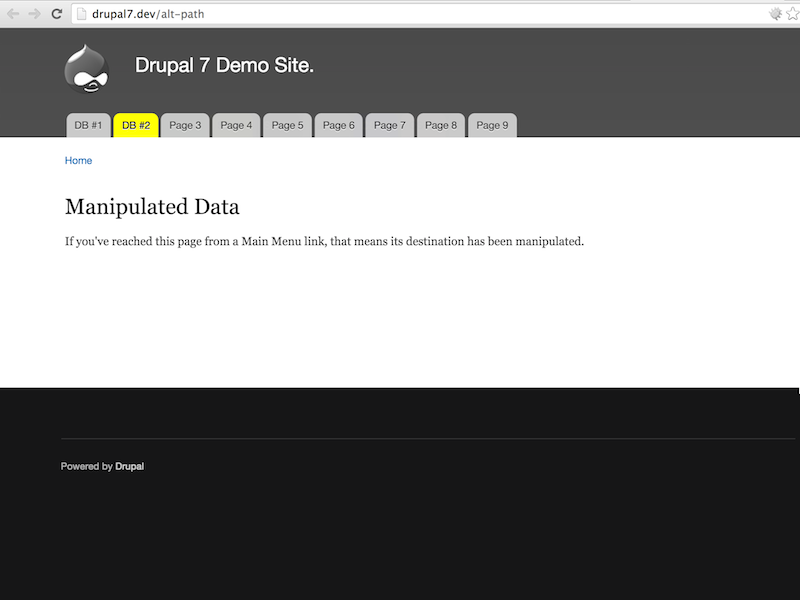 drupal7.dev/alt-path
Drupal 7 Demo Site.
DB #1 DB #2 Page 3 Page 4 Page 5 Page 6 Page 7 Page 8 Page 9
Home
Manipulated Data
If you've reached this page from a Main Menu link, that means its destination has been manipulated.
Powered by Drupal